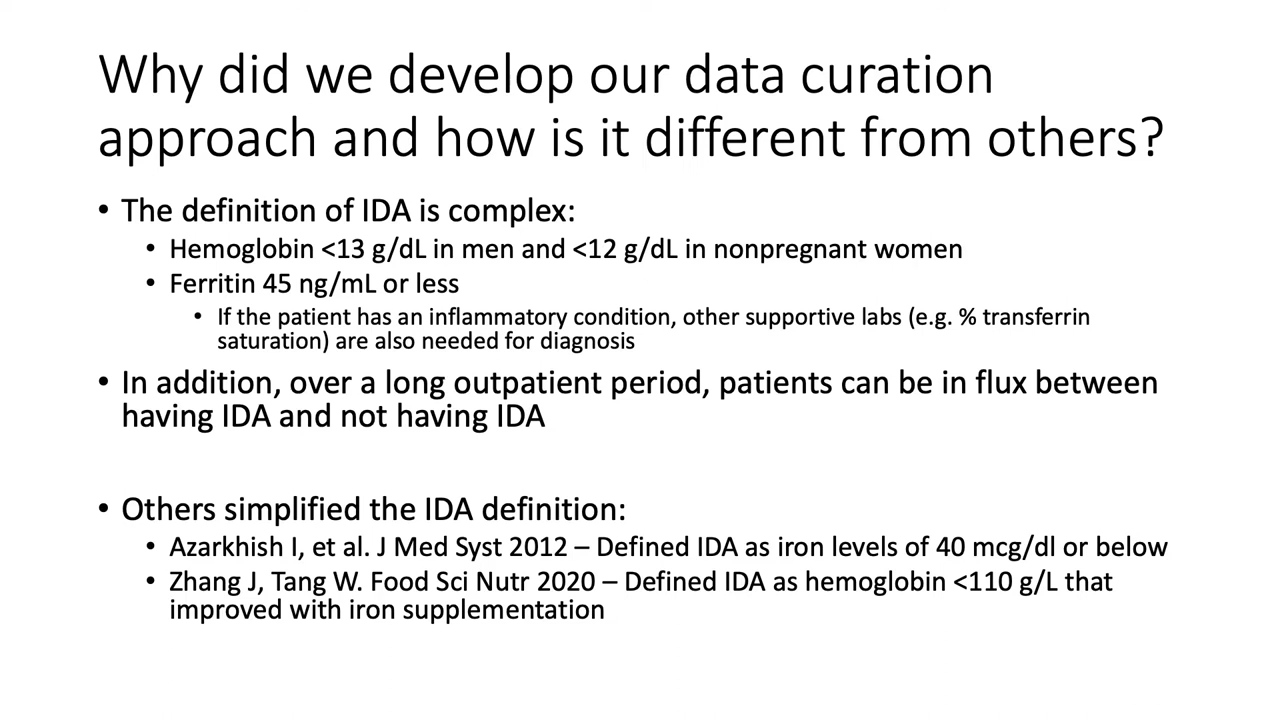 Why did we develop our data curation
approach and how is it different from others?
• The definition of IDA is complex:
• Hemoglobin <13 g/dL in men and <12 g/dL in nonpregnant women
• Ferritin 45 ng/mL or less
• If the patient has an inflammatory condition, other supportive labs (e.g. % transferrin
saturation) are also needed for diagnosis
• In addition, over a long outpatient period, patients can be in flux between
having IDA and not having IDA
• Others simplified the IDA definition:
• Azarkhish I, et al. J Med Syst 2012 – Defined IDA as iron levels of 40 mcg/dl or below
• Zhang J, Tang W. Food Sci Nutr 2020 – Defined IDA as hemoglobin <110 g/L that
improved with iron supplementation